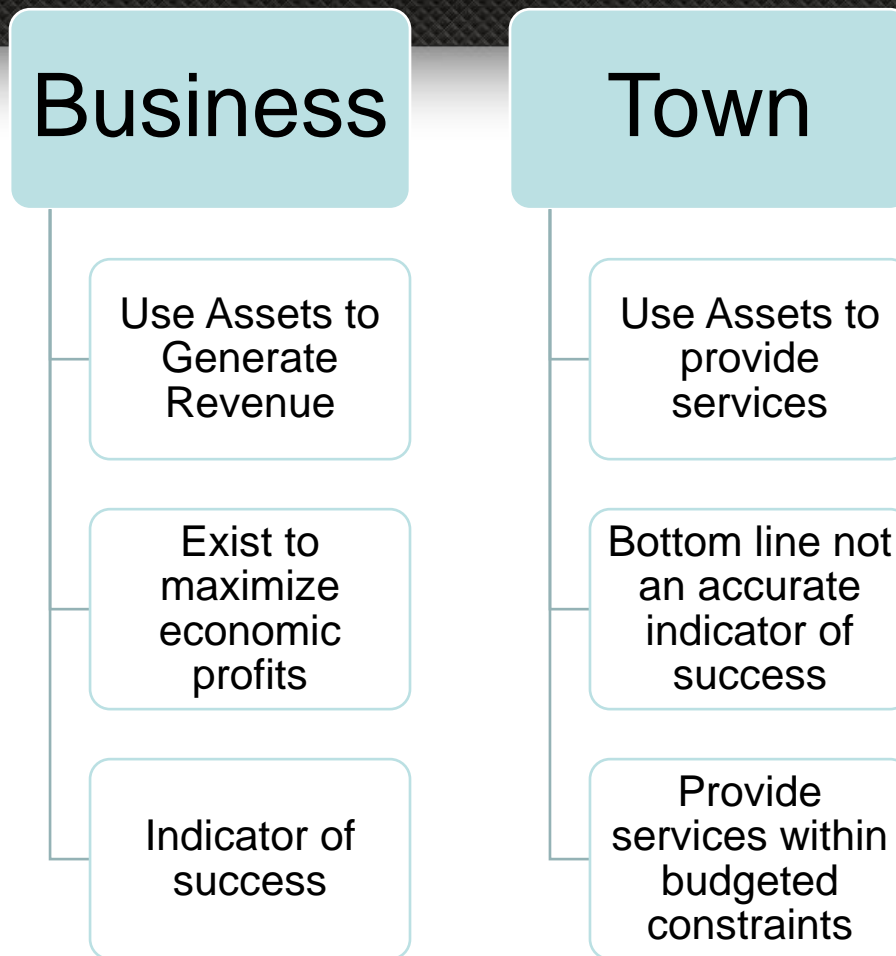 Business
Use Assets to
Generate
Revenue
Exist to
maximize
economic
profits
Indicator of
success
Town
Use Assets to
provide
services
Bottom line not
an accurate
indicator of
success
Provide
services within
budgeted
constraints